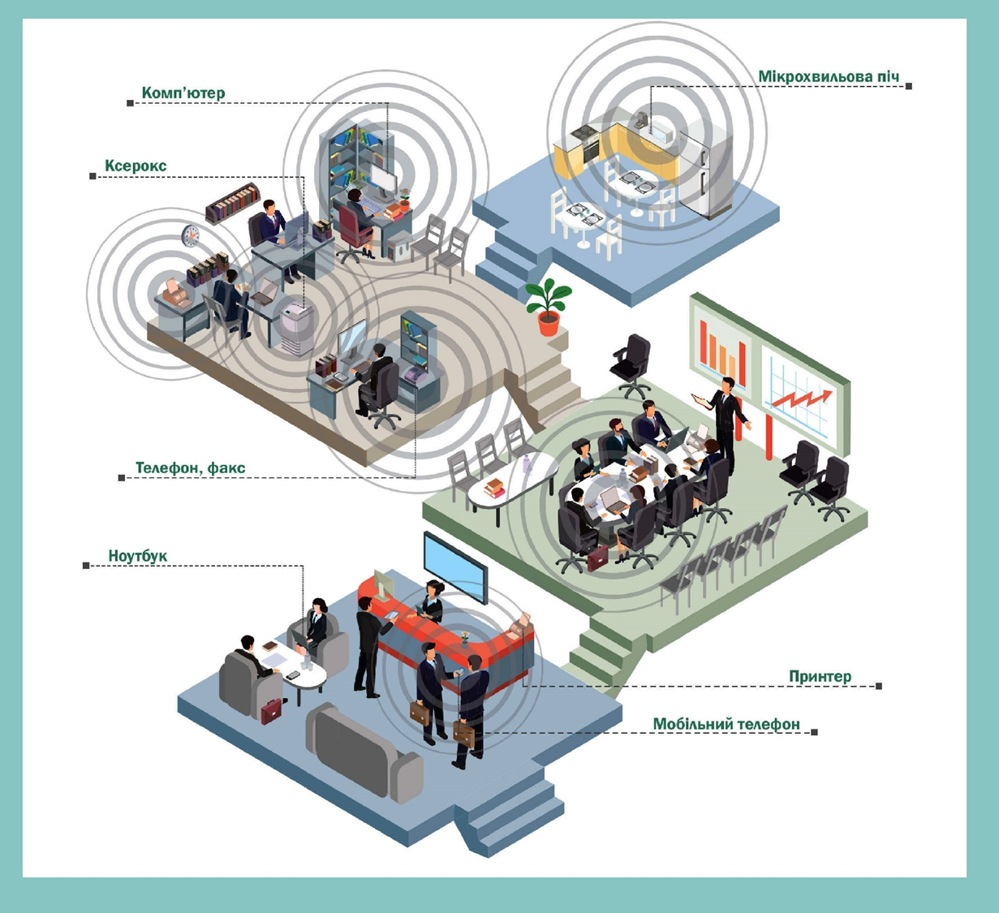 Мікрохвильова піч
Комп’ютер
Ксерокс
Телефон, факс
Ноутбук
Принтер
Мобільний телефон